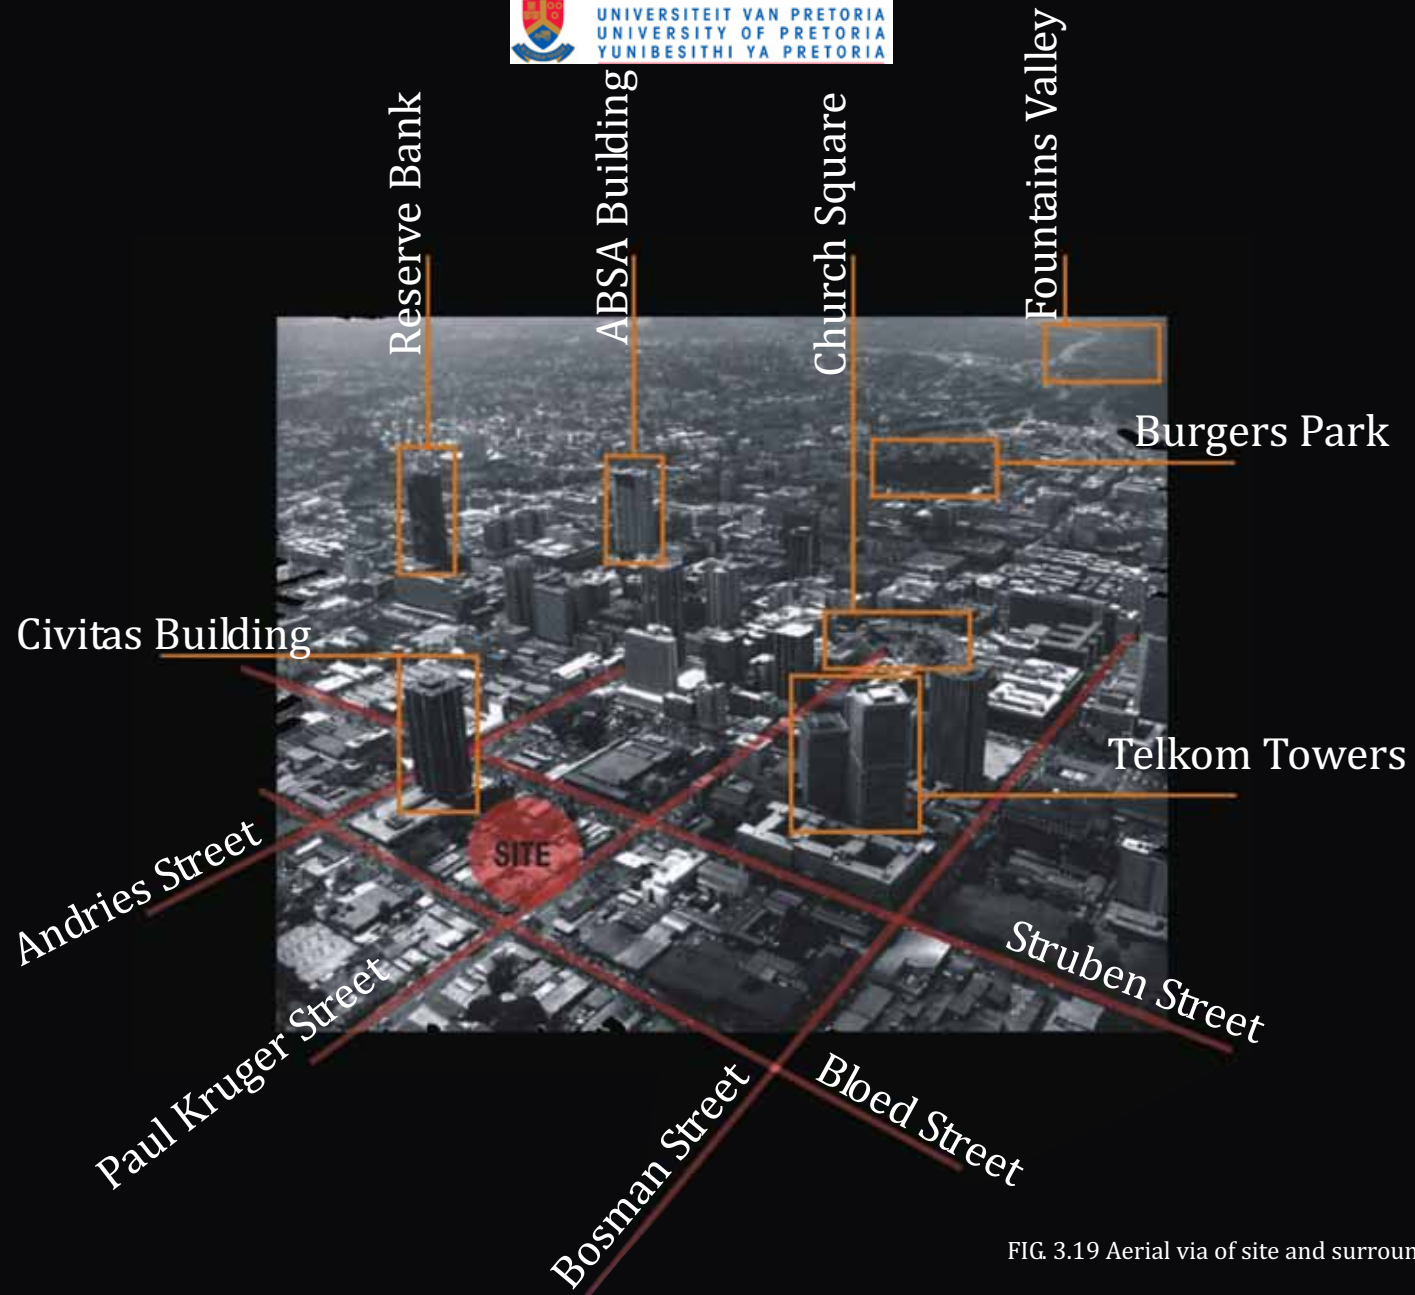 UNIVERSITEIT VAN PRETORIA
UNIVERSITY OF PRETORIA
YUNIBESITHI YA PRETORIA
Reserve Bank
ABSA Building
Church Square
Fountains Valley
Burgers Park
Civitas Building
Telkom Towers
SITE
Andries Street
Struben Street
Paul Kruger Street
Bloed Street
Bosman Street
FIG. 3.19 Aerial via of site and surroun